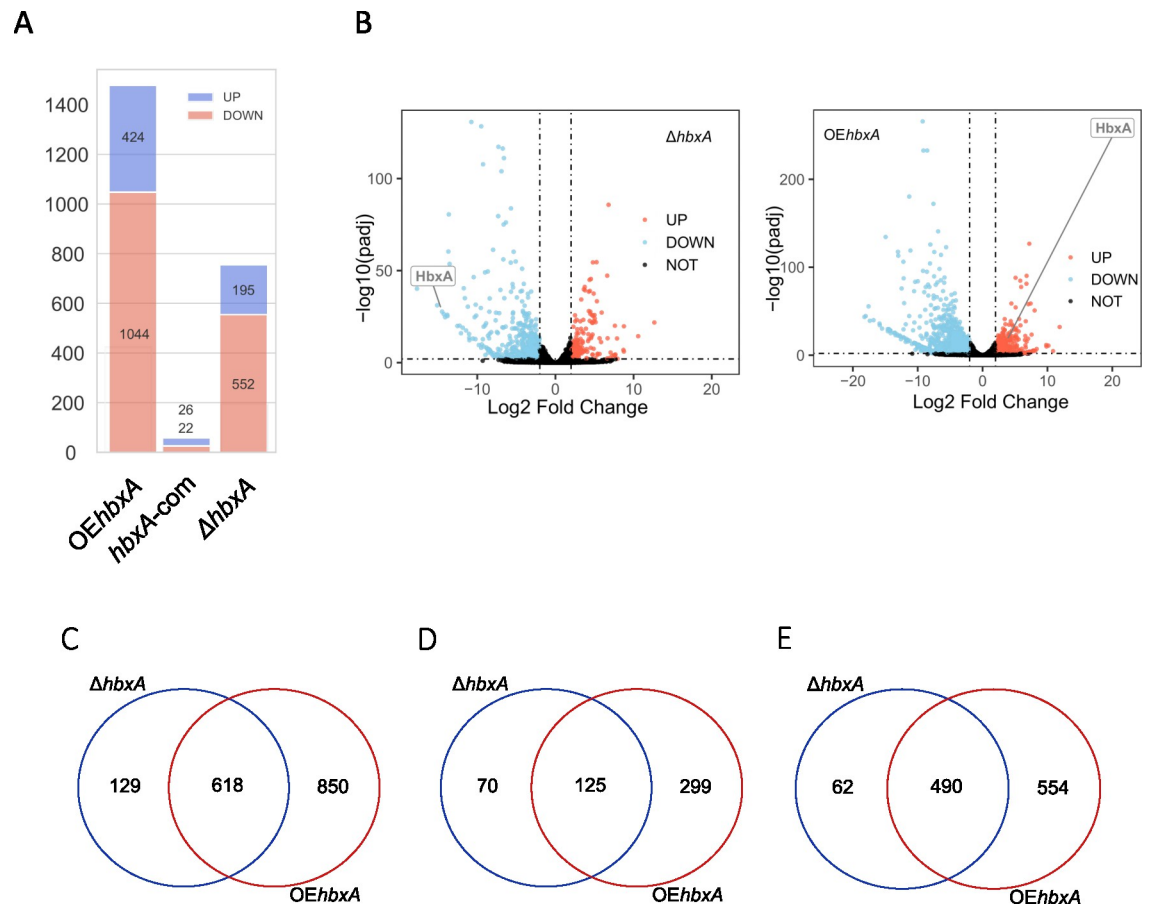 A
B
1400
1200
1000
800
600
400
200
0
UP
DOWN
424
1044
26
22
195
552
OEhbxA
hbxA-com
ΔhbxA
−log10(padj)
100
50
0
ΔhbxA
HbxA
UP
DOWN
NOT
−10
0
10
20
Log2 Fold Change
−log10(padj)
200
100
0
OEhbxA
HbxA
UP
DOWN
NOT
−20
−10
0
10
20
Log2 Fold Change
C
ΔhbxA
129
618
850
OEhbxA
D
ΔhbxA
70
125
299
OEhbxA
E
ΔhbxA
62
490
554
OEhbxA